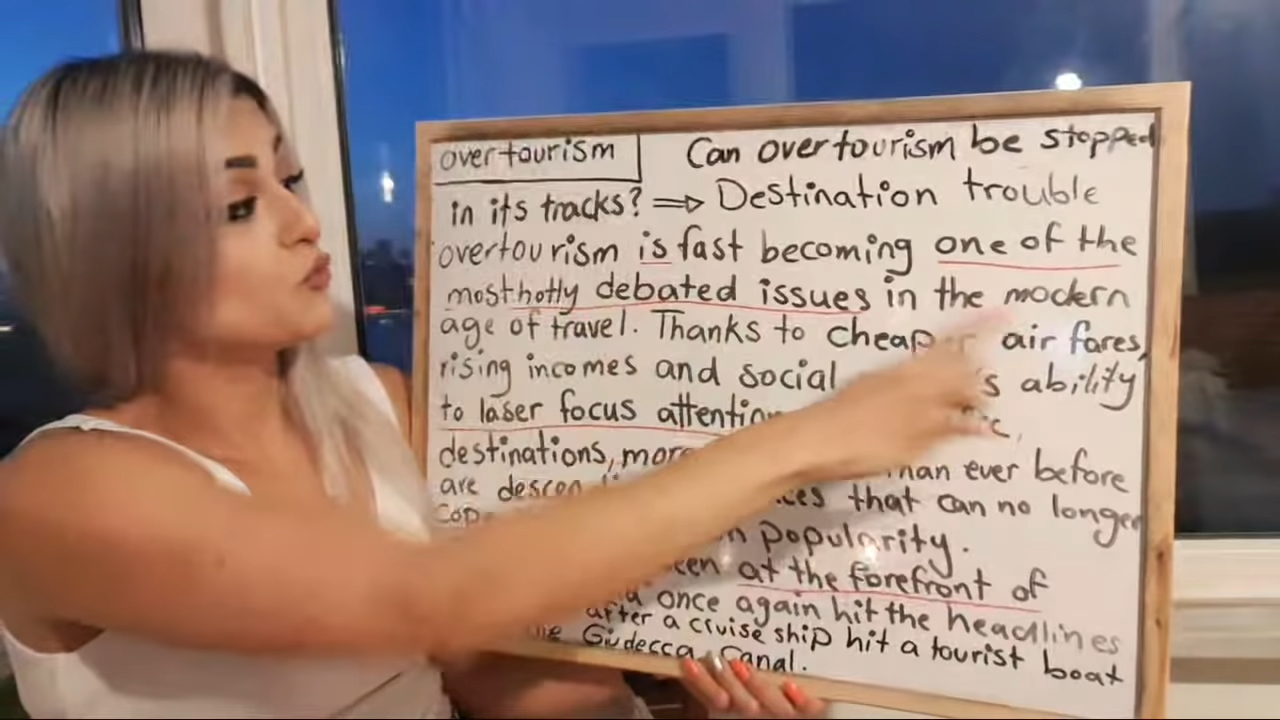 overtourism Can overtourism be stopped
in its tracks? ⇒ Destination trouble
overtourism is fast becoming one of the
most hotly debated issues in the modern
age of travel. Thanks to cheaper air fares,
rising incomes and social ability
to laser focus attention
destinations, more than ever before
are that can no longer
popularity.
at the forefront of
once again hit the headlines
after a cruise ship hit a tourist boat
Giudecca Canal.